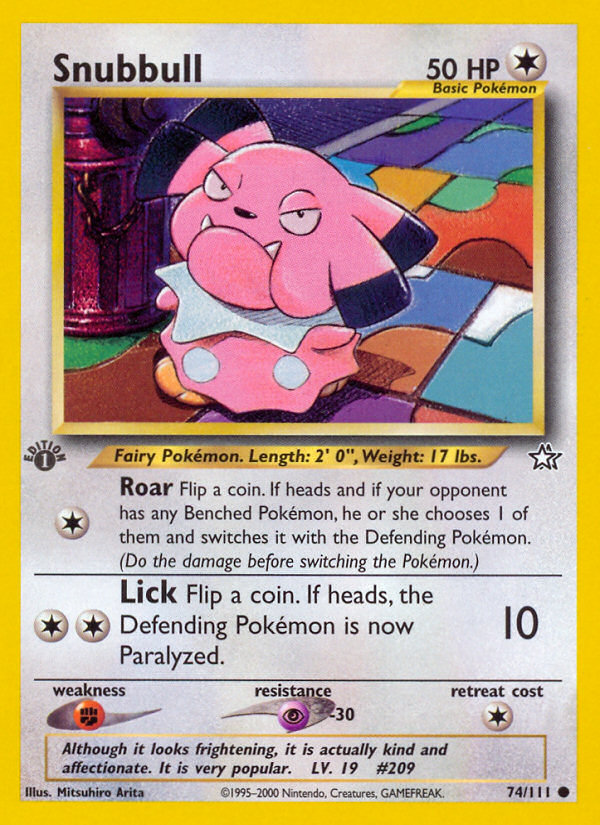 Snubbull
50 HP
Basic Pokémon
EDITION
1
Fairy Pokémon. Length: 2' 0", Weight: 17 lbs.
Roar Flip a coin. If heads and if your opponent
has any Benched Pokémon, he or she chooses 1 of
them and switches it with the Defending Pokémon.
(Do the damage before switching the Pokémon.)
Lick Flip a coin. If heads, the
Defending Pokémon is now
Paralyzed.
10
weakness
resistance
retreat cost
-30
Although it looks frightening, it is actually kind and
affectionate. It is very popular. LV. 19 #209
Illus. Mitsuhiro Arita
©1995-2000 Nintendo, Creatures, GAMEFREAK.
74/111